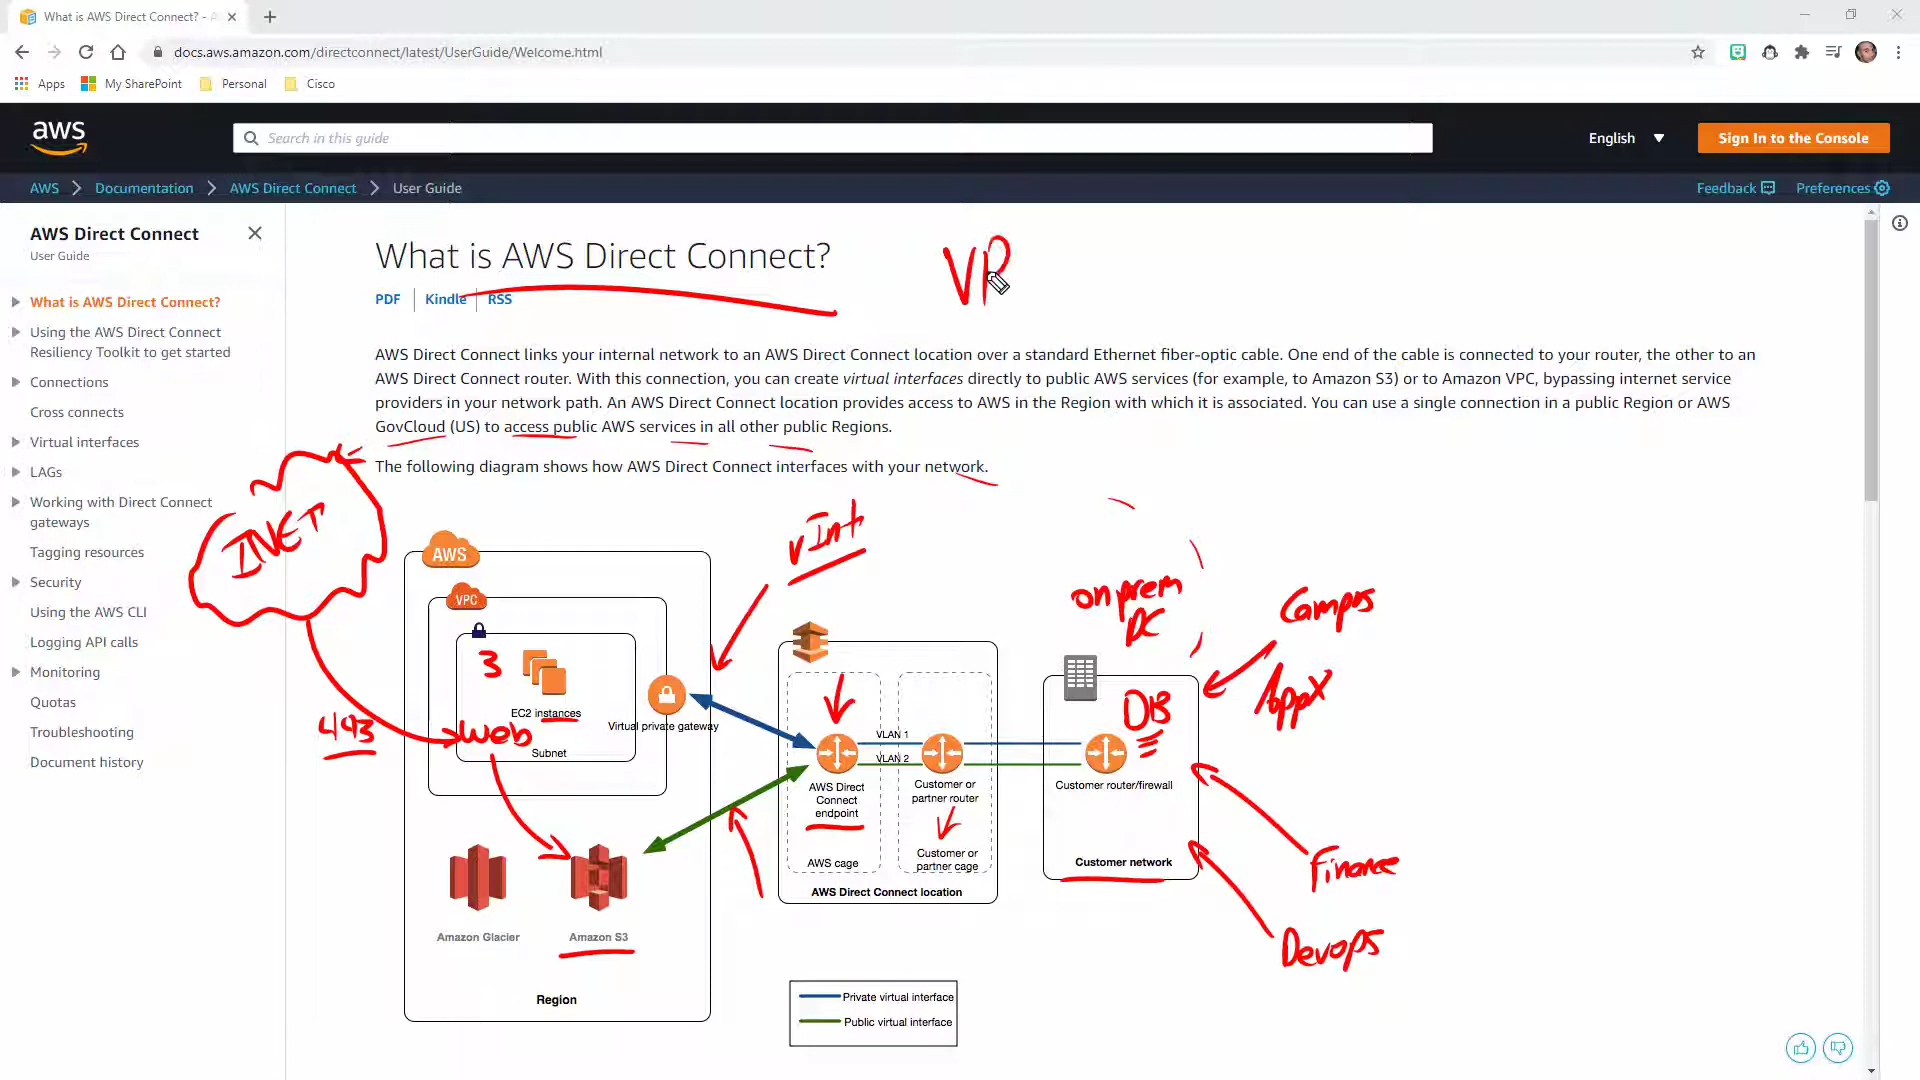 What is AWS Direct Connect? - A
docs.aws.amazon.com/directconnect/latest/UserGuide/Welcome.html
Apps My SharePoint Personal Cisco
aws
Search in this guide
English
Sign In to the Console
AWS Documentation AWS Direct Connect User Guide
Feedback Preferences
AWS Direct Connect
User Guide
What is AWS Direct Connect?
Using the AWS Direct Connect
Resiliency Toolkit to get started
Connections
Cross connects
Virtual interfaces
LAGs
Working with Direct Connect
gateways
Tagging resources
Security
Using the AWS CLI
Logging API calls
Monitoring
Quotas
Troubleshooting
Document history
What is AWS Direct Connect?
VP
PDF Kindle RSS
AWS Direct Connect links your internal network to an AWS Direct Connect location over a standard Ethernet fiber-optic cable. One end of the cable is connected to your router, the other to an
AWS Direct Connect router. With this connection, you can create virtual interfaces directly to public AWS services (for example, to Amazon S3) or to Amazon VPC, bypassing internet service
providers in your network path. An AWS Direct Connect location provides access to AWS in the Region with which it is associated. You can use a single connection in a public Region or AWS
GovCloud (US) to access public AWS services in all other public Regions.
The following diagram shows how AWS Direct Connect interfaces with your network.
INET
vInt
AWS
VPC
on prem
DC
Campos
AppX
3
DB
EC2 instances
443
Web
Subnet
Virtual private gateway
VLAN 1
VLAN 2
AWS Direct
Connect
endpoint
Customer or
partner router
Customer router/firewall
AWS cage
Customer or
partner cage
AWS Direct Connect location
Customer network
Finance
Devops
Amazon Glacier
Amazon S3
Region
Private virtual interface
Public virtual interface